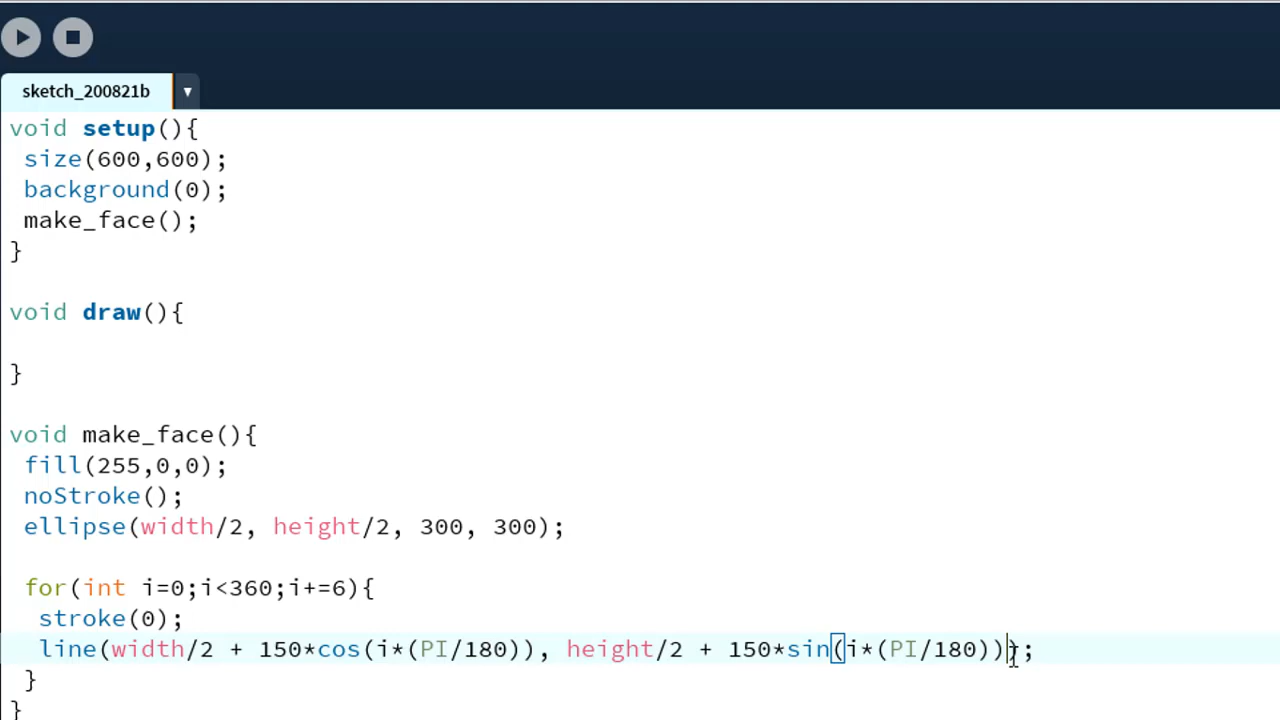 sketch_200821b
void setup(){
size(600,600);
background(0);
make_face();
}
void draw(){
}
void make_face(){
fill(255,0,0);
noStroke();
ellipse(width/2, height/2, 300, 300);
for(int i=0;i<360;i+=6){
stroke(0);
line(width/2 + 150*cos(i*(PI/180)), height/2 + 150*sin(i*(PI/180)));
}
}